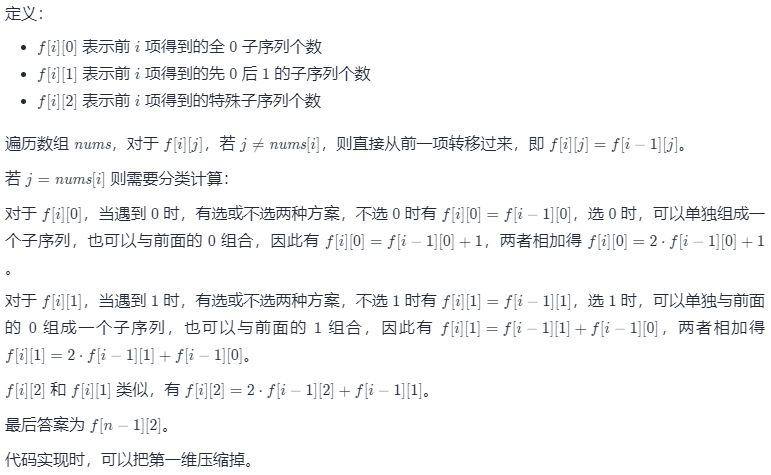 定义：
• f[i][0] 表示前 i 项得到的全 0 子序列个数
• f[i][1] 表示前 i 项得到的先 0 后 1 的子序列个数
• f[i][2] 表示前 i 项得到的特殊子序列个数
遍历数组 nums，对于 f[i][j]，若 j ≠ nums[i]，则直接从前一项转移过来，即 f[i][j] = f[i − 1][j]。
若 j = nums[i] 则需要分类计算：
对于 f[i][0]，当遇到 0 时，有选或不选两种方案，不选 0 时有 f[i][0] = f[i − 1][0]，选 0 时，可以单独组成一
个子序列，也可以与前面的 0 组合，因此有 f[i][0] = f[i − 1][0] + 1，两者相加得 f[i][0] = 2 · f[i − 1][0] + 1
。
对于 f[i][1]，当遇到 1 时，有选或不选两种方案，不选 1 时有 f[i][1] = f[i − 1][1]，选 1 时，可以单独与前面
的 0 组成一个子序列，也可以与前面的 1 组合，因此有 f[i][1] = f[i − 1][1] + f[i − 1][0]，两者相加得
f[i][1] = 2 · f[i − 1][1] + f[i − 1][0]。
f[i][2] 和 f[i][1] 类似，有 f[i][2] = 2 · f[i − 1][2] + f[i − 1][1]。
最后答案为 f[n − 1][2]。
代码实现时，可以把第一维压缩掉。